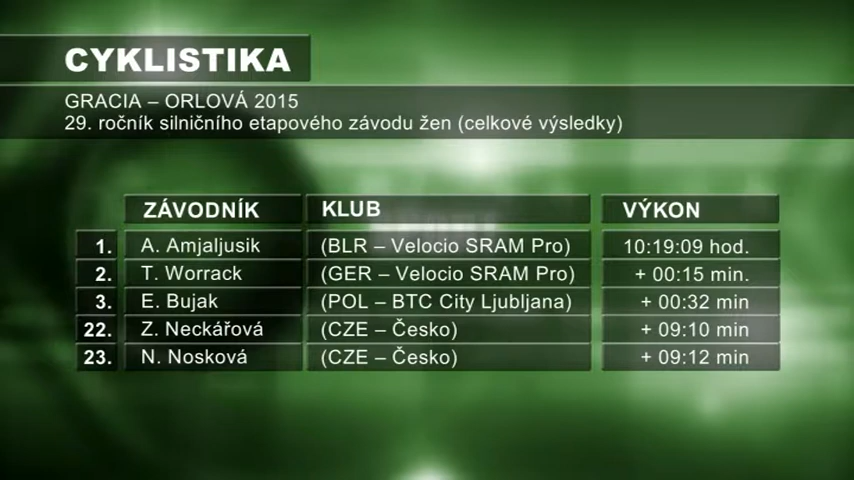 CYKLISTIKA
GRACIA – ORLOVÁ 2015
29. ročník silničního etapového závodu žen (celkové výsledky)
ZÁVODNÍK KLUB VÝKON
1. A. Amjaljusik (BLR – Velocio SRAM Pro) 10:19:09 hod.
2. T. Worrack (GER – Velocio SRAM Pro) + 00:15 min.
3. E. Bujak (POL – BTC City Ljubljana) + 00:32 min
22. Z. Neckářová (CZE – Česko) + 09:10 min
23. N. Nosková (CZE – Česko) + 09:12 min